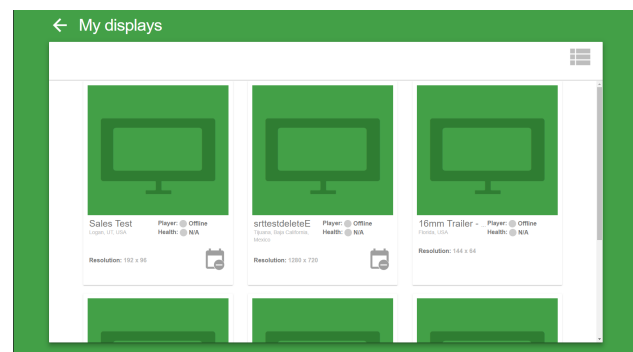 My displays
Sales Test
Player: Offline
Logan, UT, USA
Health: N/A
Resolution: 192 x 96
srttestdeleteE
Player: Offline
Tijuana, Baja California,
Mexico
Health: N/A
Resolution: 1280 x 720
16mm Trailer - ...
Player: Offline
Florida, USA
Health: N/A
Resolution: 144 x 64